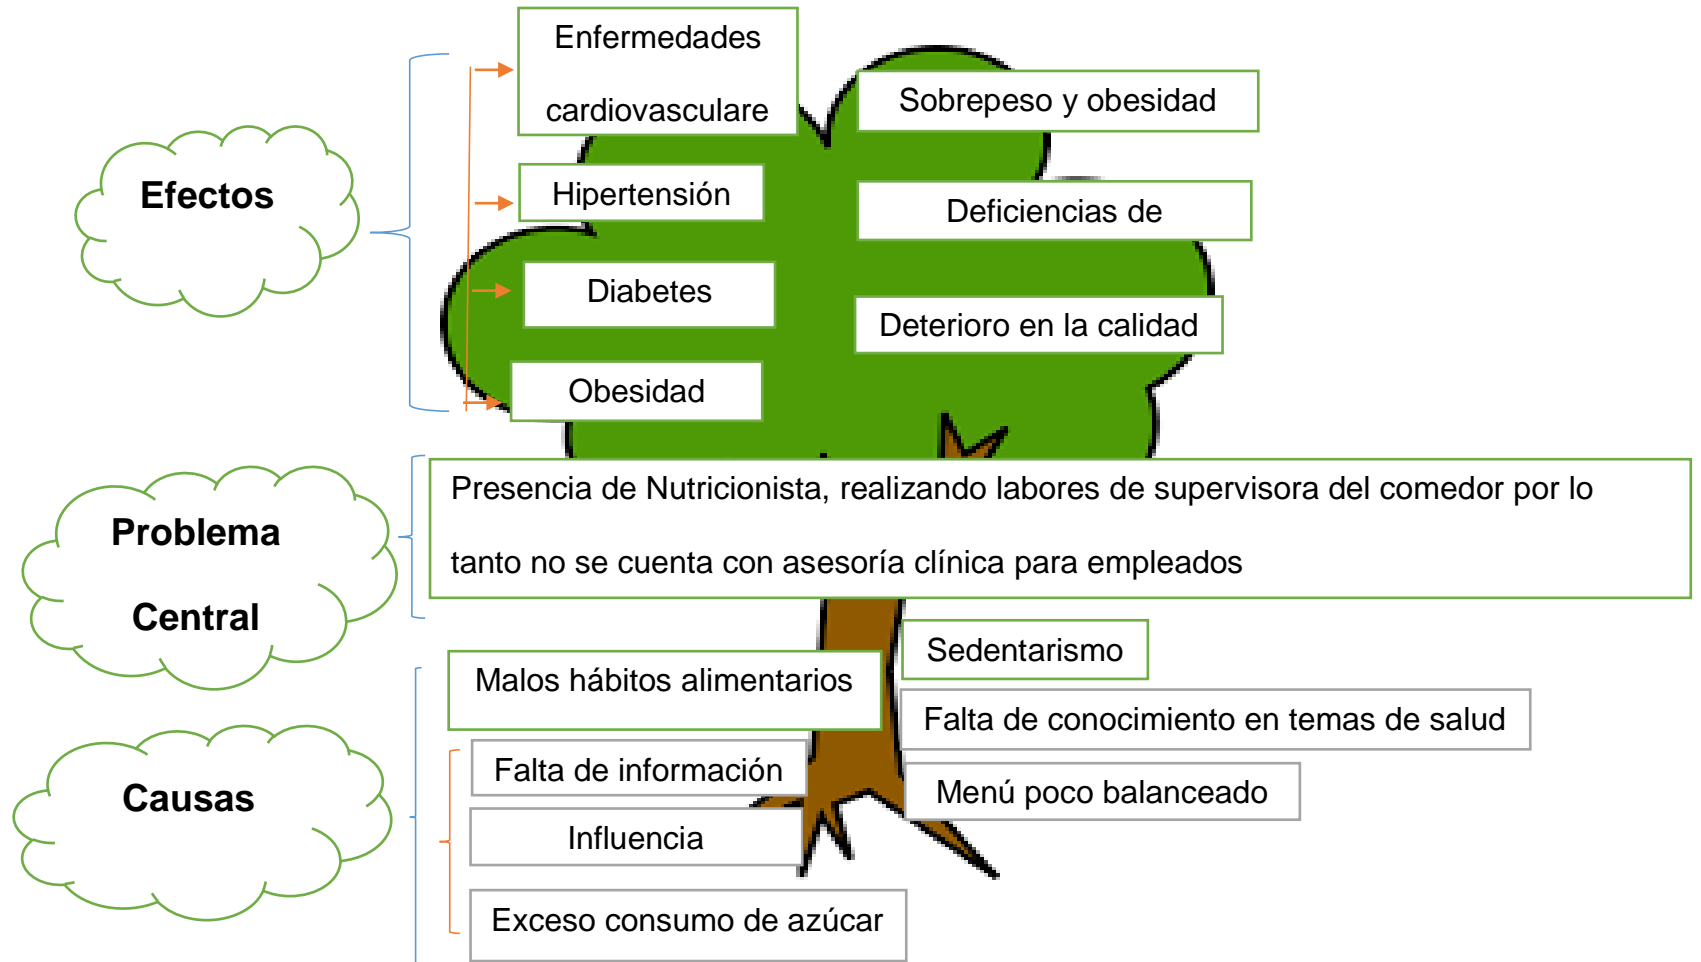 Efectos
Enfermedades
cardiovasculare
Hipertensión
Diabetes
Obesidad
Sobrepeso y obesidad
Deficiencias de
Deterioro en la calidad
Problema
Central
Presencia de Nutricionista, realizando labores de supervisora del comedor por lo
tanto no se cuenta con asesoría clínica para empleados
Causas
Malos hábitos alimentarios
Falta de información
Influencia
Exceso consumo de azúcar
Sedentarismo
Falta de conocimiento en temas de salud
Menú poco balanceado